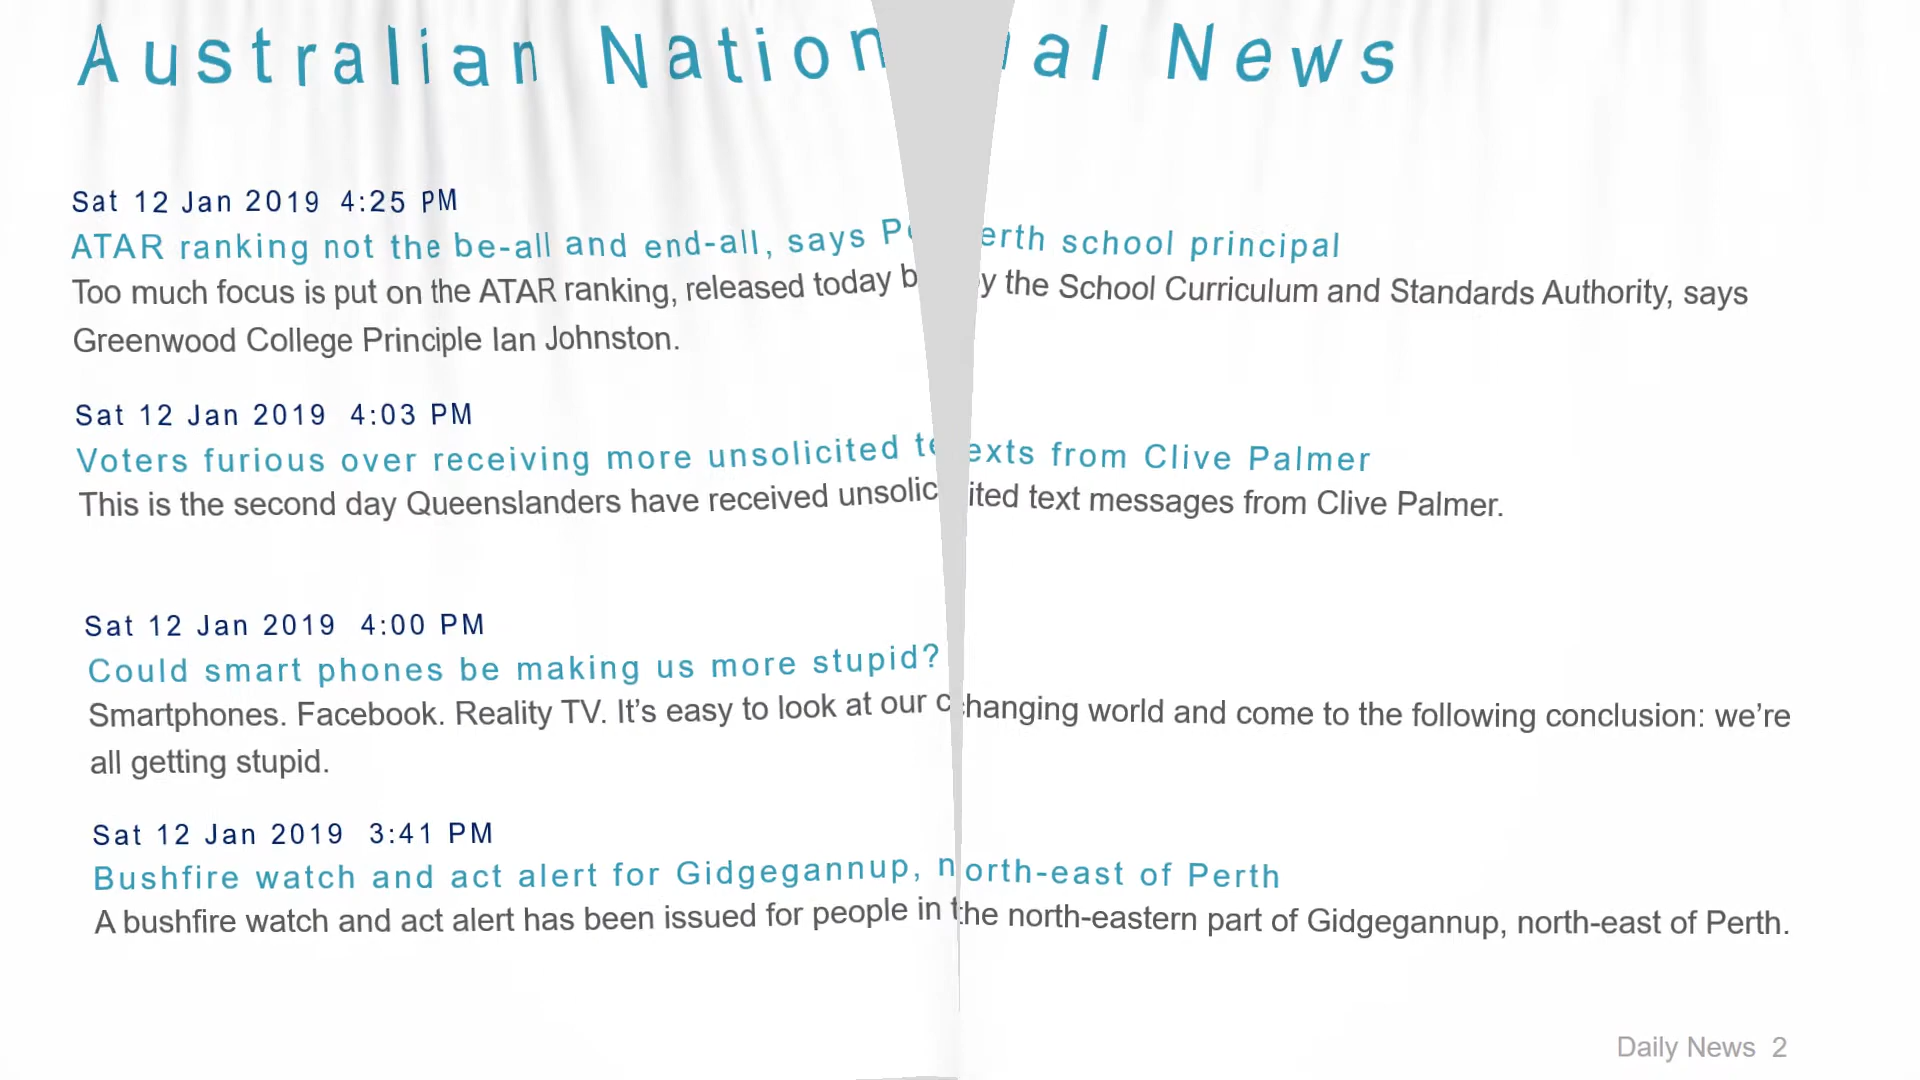 Australian National News
Sat 12 Jan 2019 4:25 PM
ATAR ranking not the be-all and end-all, says Perth school principal
Too much focus is put on the ATAR ranking, released today by the School Curriculum and Standards Authority, says
Greenwood College Principle Ian Johnston.
Sat 12 Jan 2019 4:03 PM
Voters furious over receiving more unsolicited texts from Clive Palmer
This is the second day Queenslanders have received unsolicited text messages from Clive Palmer.
Sat 12 Jan 2019 4:00 PM
Could smart phones be making us more stupid?
Smartphones. Facebook. Reality TV. It’s easy to look at our changing world and come to the following conclusion: we’re
all getting stupid.
Sat 12 Jan 2019 3:41 PM
Bushfire watch and act alert for Gidgegannup, north-east of Perth
A bushfire watch and act alert has been issued for people in the north-eastern part of Gidgegannup, north-east of Perth.
Daily News 2